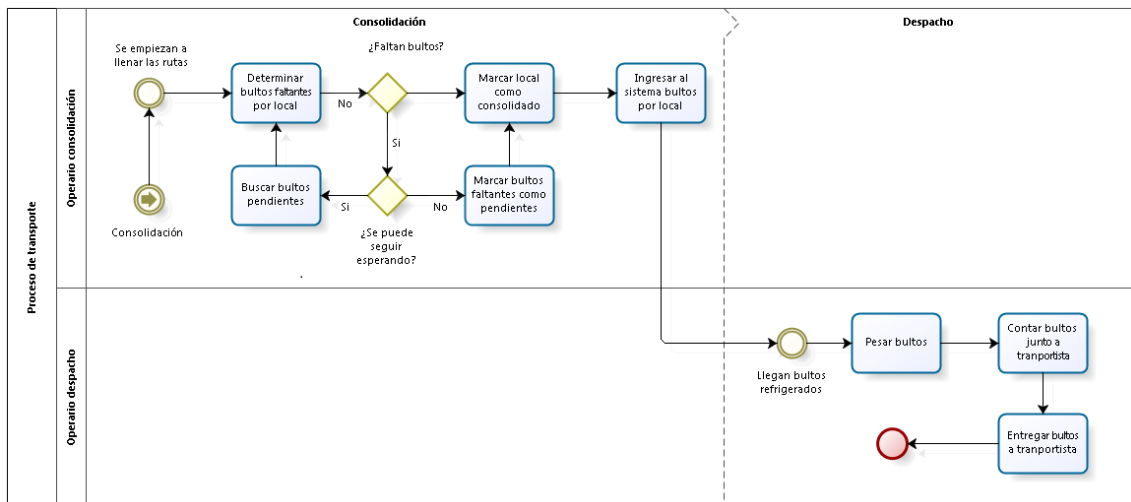 Consolidación
Despacho
Proceso de transporte
Operario consolidación
Se empiezan a
llenar las rutas
Determinar
bultos faltantes
por local
No
¿Faltan bultos?
Si
Marcar local
como
consolidado
Ingresar al
sistema bultos
por local
Consolidación
Buscar bultos
pendientes
Si
¿Se puede
seguir
esperando?
No
Marcar bultos
faltantes como
pendientes
Operario despacho
Llegan bultos
refrigerados
Pesar bultos
Contar bultos
junto a
tranportista
Entregar bultos
a tranportista